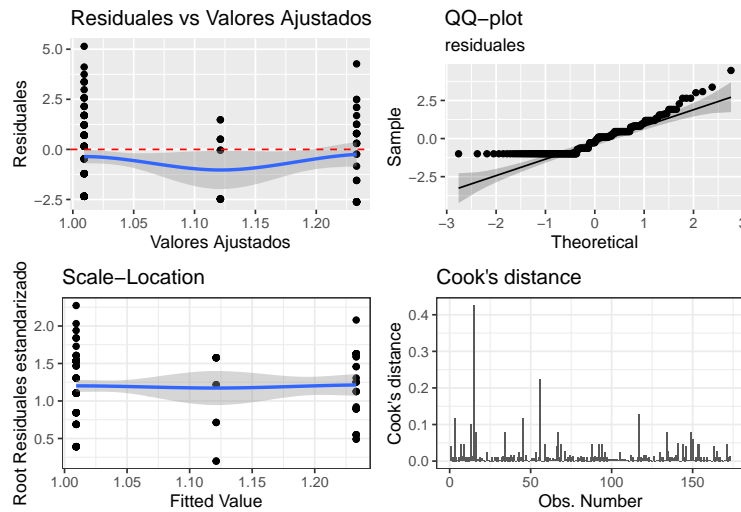 Residuales vs Valores Ajustados
Residuales
5.0
2.5
0.0
−2.5
1.00 1.05 1.10 1.15 1.20
Valores Ajustados
QQ−plot
residuales
Sample
2.5
0.0
−2.5
−3 −2 −1 0 1 2 3
Theoretical
Scale−Location
Root Residuales estandarizado
2.0
1.5
1.0
0.5
1.00 1.05 1.10 1.15 1.20
Fitted Value
Cook's distance
Cook's distance
0.4
0.3
0.2
0.1
0.0
0 50 100 150
Obs. Number